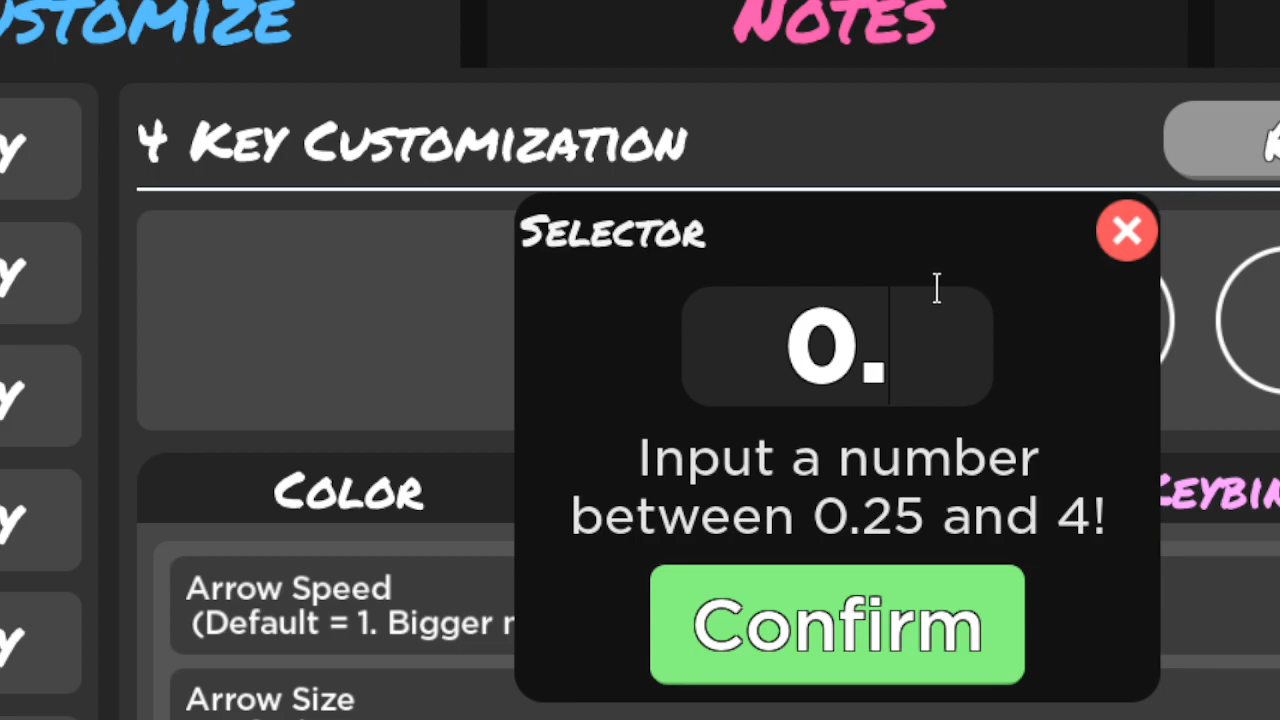 USTOMIZE
NOTES
4 KEY CUSTOMIZATION
Y
Y
Y
Y
Y
SELECTOR
0.
Input a number
between 0.25 and 4!
Confirm
COLOR
KEYBIN
Arrow Speed
(Default = 1. Bigger
Arrow Size